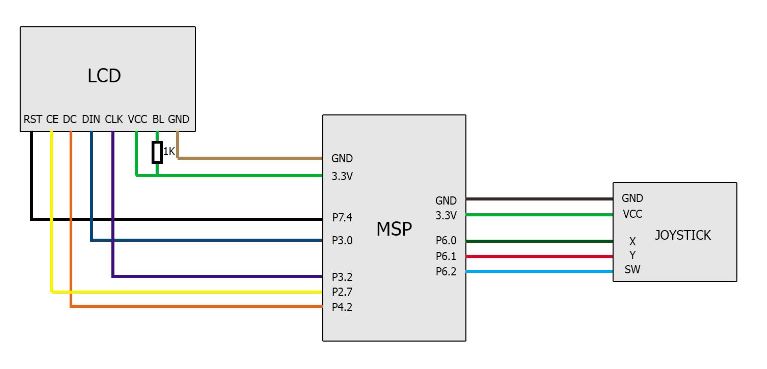 LCD
RST CE DC DIN CLK VCC BL GND
1K
MSP
GND
3.3V
P7.4
P3.0
P3.2
P2.7
P4.2
GND
3.3V
P6.0
P6.1
P6.2
JOYSTICK
GND
VCC
X
Y
SW